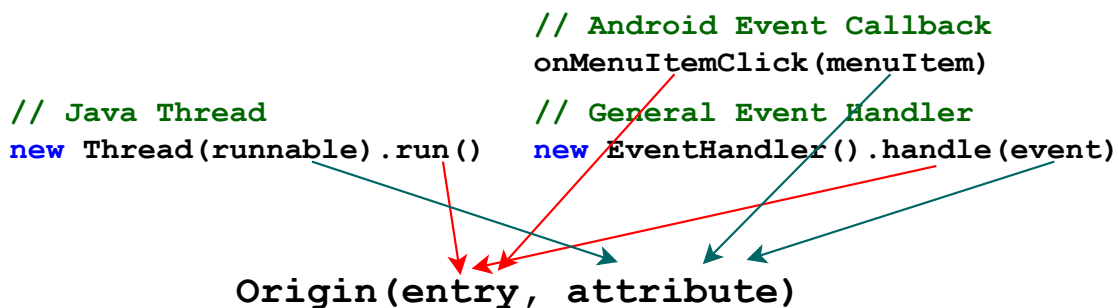 // Android Event Callback
onMenuItemClick(menuItem)
// Java Thread
new Thread(runnable).run()
// General Event Handler
new EventHandler().handle(event)
Origin(entry, attribute)